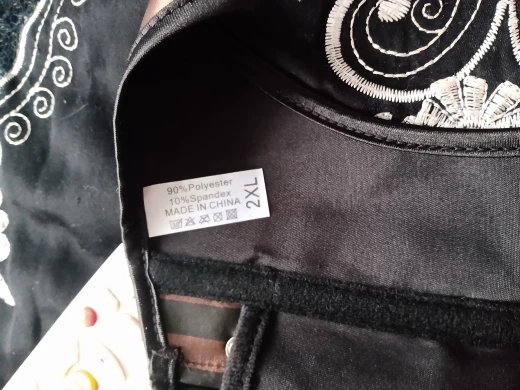 90%Polyester
10%Spandex
MADE IN CHINA
2XL